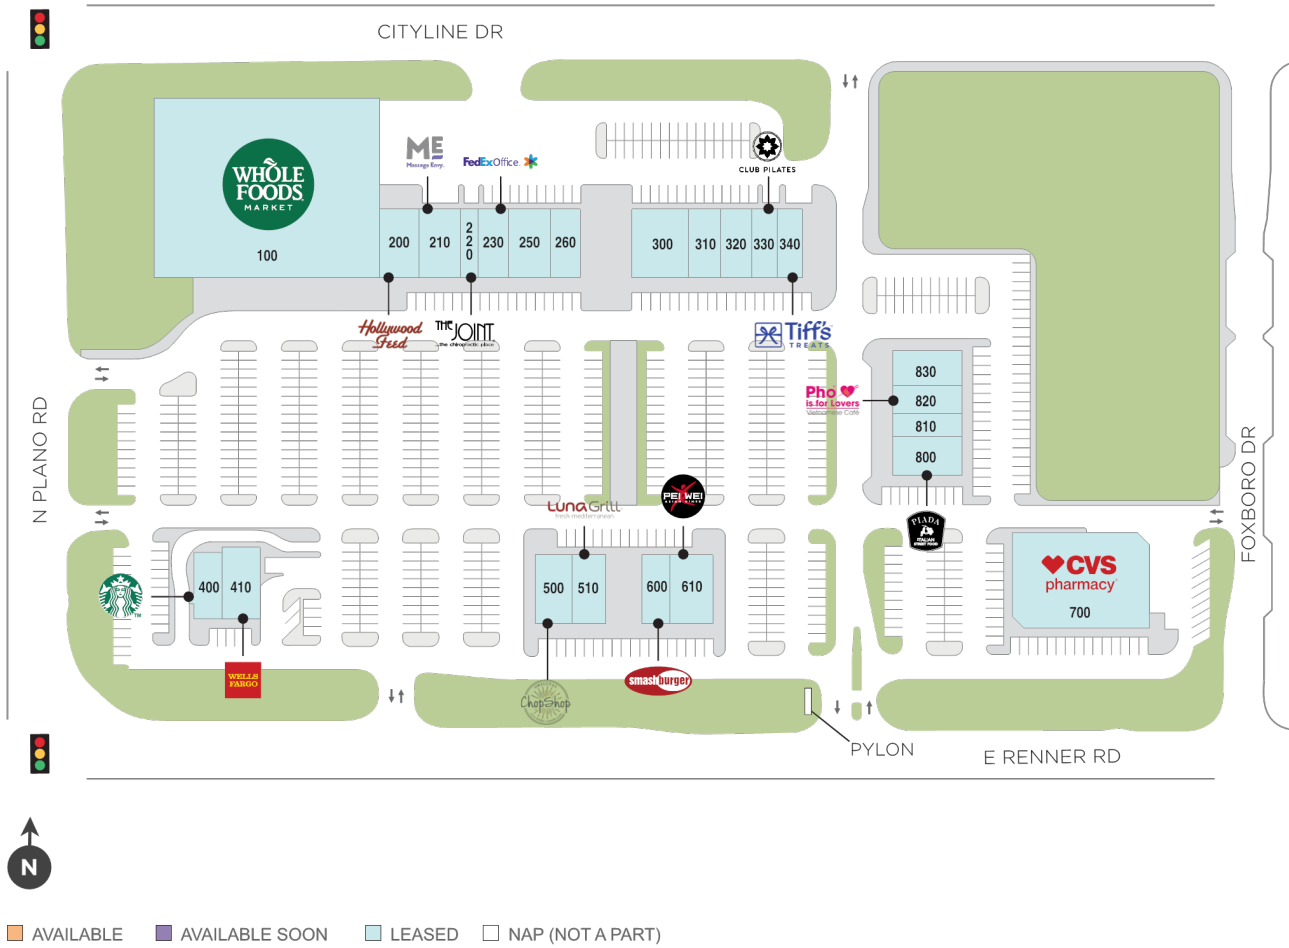 CITYLINE DR
ME
Massage Envy.
FedEx Office.
CLUB PILATES
WHOLE
FOODS
MARKET
100
200
210
220
230
250
260
300
310
320
330
340
Hollywood
Feed
THE JOINT
...the chiropractic place
Tiff's
TREATS
N PLANO RD
Pho
is for Lovers
Vietnamese Café
830
820
810
800
FOXBORO DR
LUNA Grill
fresh mediterranean
PEI WEI
ASIAN DINER
PIADA
ITALIAN
STREET FOOD
400
410
TM
500
510
600
610
CVS
pharmacy
700
WELLS
FARGO
ChopShop
smashburger
PYLON
E RENNER RD
N
AVAILABLE
AVAILABLE SOON
LEASED
NAP (NOT A PART)